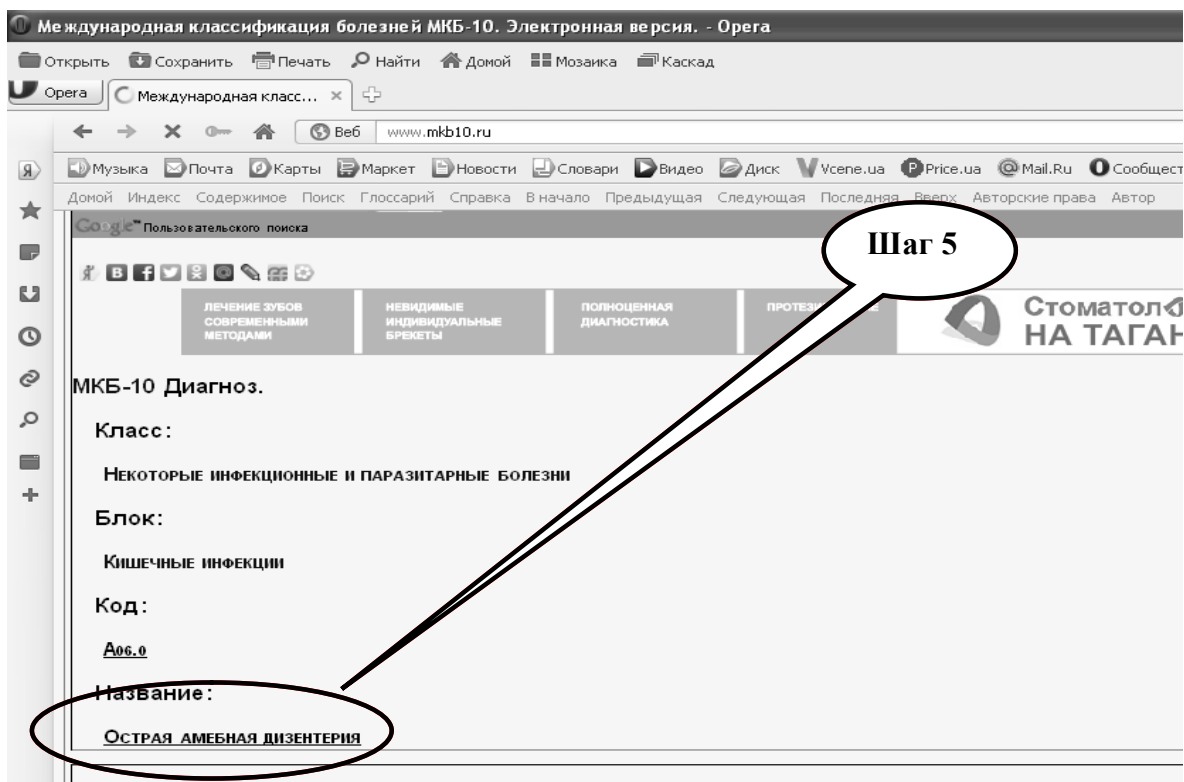 Международная классификация болезней МКБ-10. Электронная версия. - Opera
Открыть Сохранить Печать Найти Домой Мозаика Каскад
Opera Международная класс...
Веб www.mkb10.ru
Музыка Почта Карты Маркет Новости Словари Видео Диск Vcene.ua Price.ua Mail.Ru Сообщест
Домой Индекс Содержимое Поиск Глоссарий Справка В начало Предыдущая Следующая Последняя Вверх Авторские права Автор
Google™ Пользовательского поиска
Шаг 5
ЛЕЧЕНИЕ ЗУБОВ
СОВРЕМЕННЫМИ
МЕТОДАМИ
НЕВИДИМЫЕ
ИНДИВИДУАЛЬНЫЕ
БРЕКЕТЫ
ПОЛНОЦЕННАЯ
ДИАГНОСТИКА
Стоматол
НА ТАГАН
МКБ-10 Диагноз.
Класс:
Некоторые инфекционные и паразитарные болезни
Блок:
Кишечные инфекции
Код:
A06.0
Название:
Острая амебная дизентерия